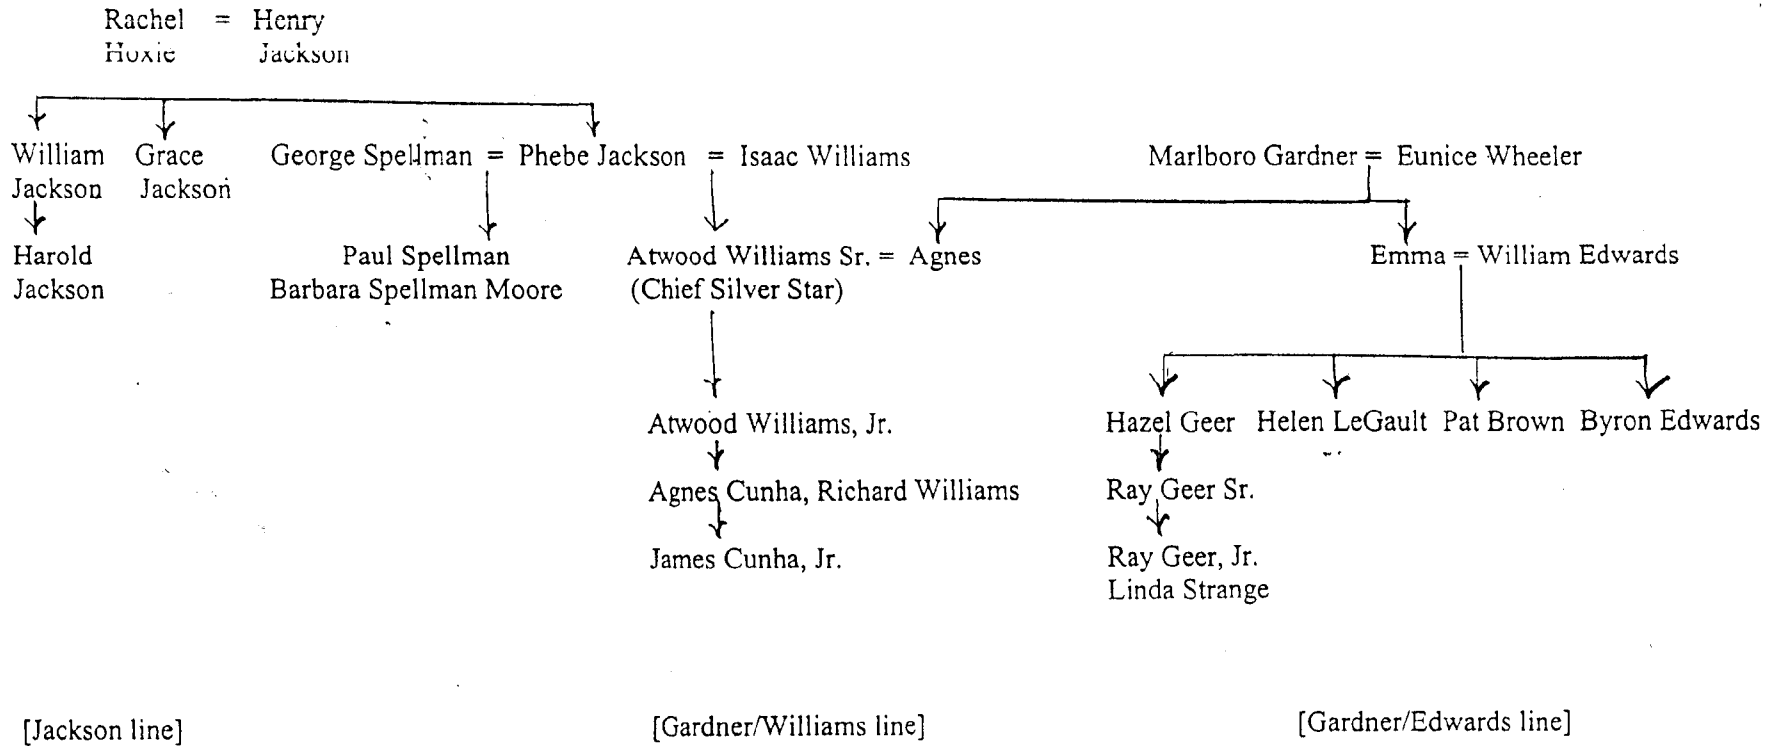 Rachel = Henry
Hoxie Jackson
William Grace George Spellman = Phebe Jackson = Isaac Williams Marlboro Gardner = Eunice Wheeler
Jackson Jackson
Harold Paul Spellman Atwood Williams Sr. = Agnes Emma = William Edwards
Jackson Barbara Spellman Moore (Chief Silver Star)
Atwood Williams, Jr. Hazel Geer Helen LeGault Pat Brown Byron Edwards
Agnes Cunha, Richard Williams Ray Geer Sr.
James Cunha, Jr. Ray Geer, Jr.
Linda Strange
[Jackson line] [Gardner/Williams line] [Gardner/Edwards line]